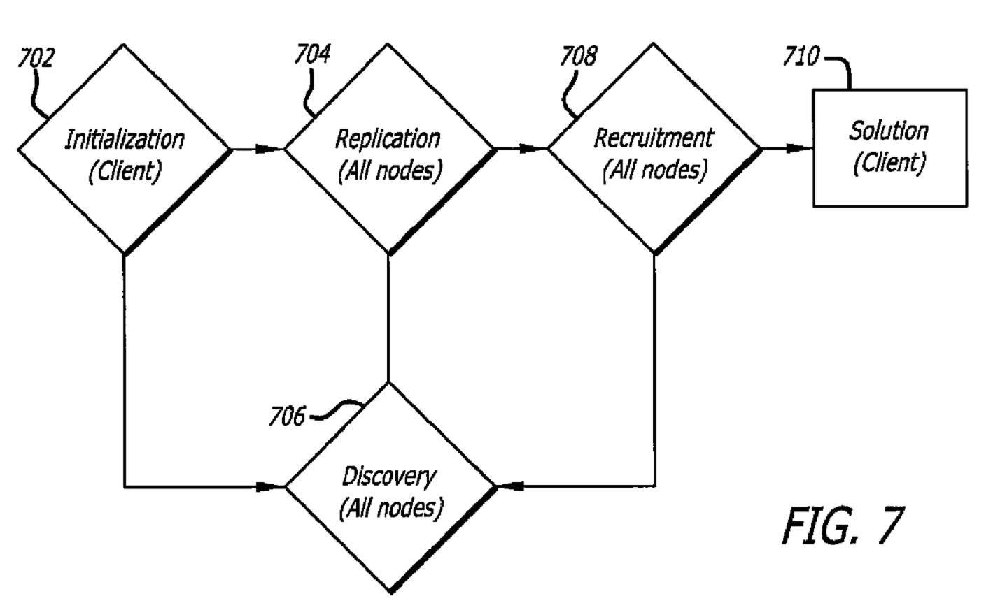 702
704
708
710
Initialization
(Client)
Replication
(All nodes)
Recruitment
(All nodes)
Solution
(Client)
706
Discovery
(All nodes)
FIG. 7